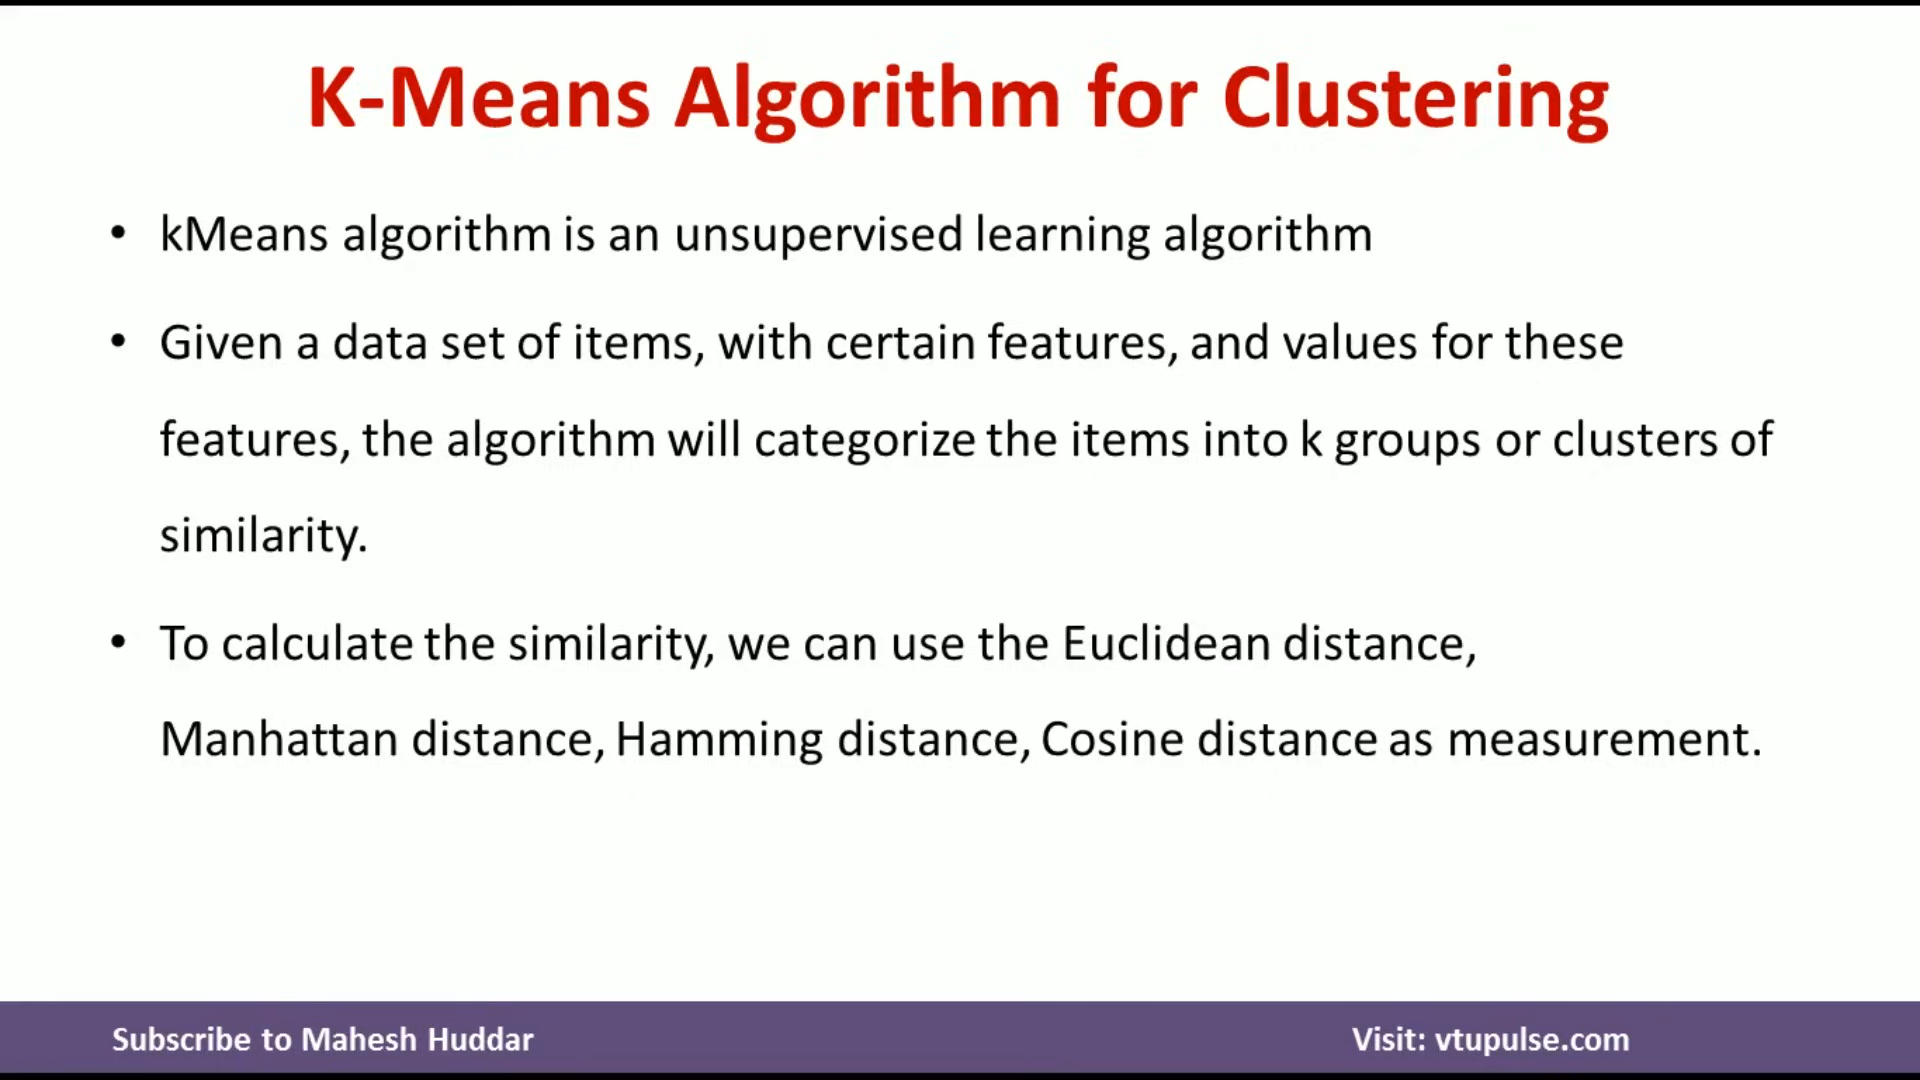 K-Means Algorithm for Clustering
• kMeans algorithm is an unsupervised learning algorithm
• Given a data set of items, with certain features, and values for these
features, the algorithm will categorize the items into k groups or clusters of
similarity.
• To calculate the similarity, we can use the Euclidean distance,
Manhattan distance, Hamming distance, Cosine distance as measurement.
Subscribe to Mahesh Huddar
Visit: vtupulse.com